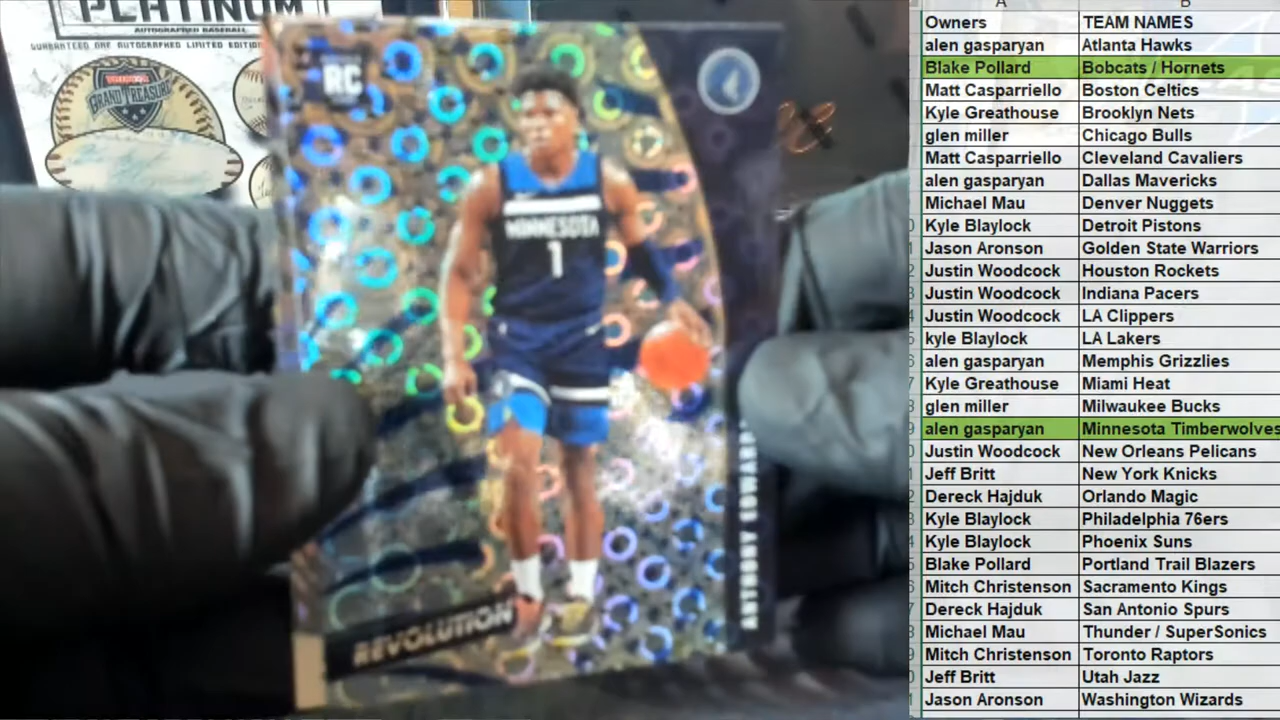 PLATINUM
AUTOGRAPHED BASEBALL
GUARANTEED ONE AUTOGRAPHED LIMITED EDITION
TRISTAR
GRAND TREASURE
RC
MINNESOTA
1
REVOLUTION
ANTHONY EDWARDS
A B
Owners TEAM NAMES
alen gasparyan Atlanta Hawks
Blake Pollard Bobcats / Hornets
Matt Casparriello Boston Celtics
Kyle Greathouse Brooklyn Nets
glen miller Chicago Bulls
Matt Casparriello Cleveland Cavaliers
alen gasparyan Dallas Mavericks
Michael Mau Denver Nuggets
Kyle Blaylock Detroit Pistons
Jason Aronson Golden State Warriors
Justin Woodcock Houston Rockets
Justin Woodcock Indiana Pacers
Justin Woodcock LA Clippers
kyle Blaylock LA Lakers
alen gasparyan Memphis Grizzlies
Kyle Greathouse Miami Heat
glen miller Milwaukee Bucks
alen gasparyan Minnesota Timberwolves
Justin Woodcock New Orleans Pelicans
Jeff Britt New York Knicks
Dereck Hajduk Orlando Magic
Kyle Blaylock Philadelphia 76ers
Kyle Blaylock Phoenix Suns
Blake Pollard Portland Trail Blazers
Mitch Christenson Sacramento Kings
Dereck Hajduk San Antonio Spurs
Michael Mau Thunder / SuperSonics
Mitch Christenson Toronto Raptors
Jeff Britt Utah Jazz
Jason Aronson Washington Wizards